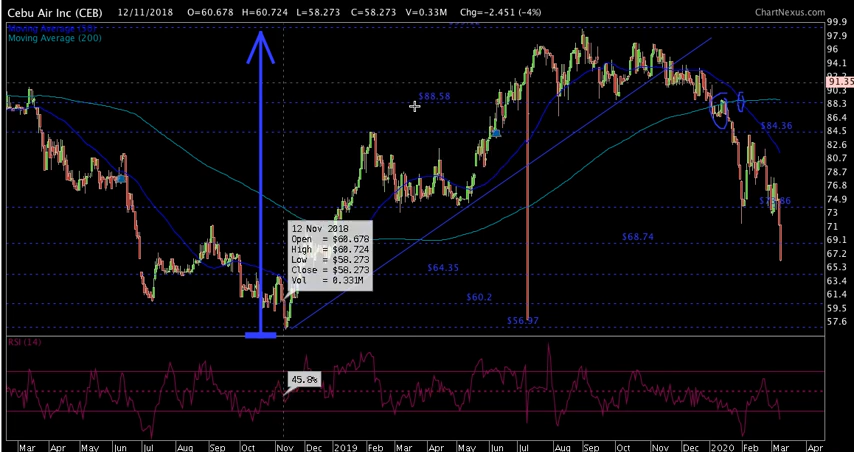 Cebu Air Inc (CEB) 12/11/2018 O=60.678 H=60.724 L=58.273 C=58.273 V=0.33M Chg=-2.451 (-4%) ChartNexus.com
Moving Average (50)
Moving Average (200)
99.9
97.9
96
94.1
92.2
91.35
90.3
88.3
86.4
84.5
82.6
80.7
78.7
76.8
74.9
73
71
69.1
67.2
65.3
63.4
61.4
59.5
57.6
$88.58
$84.36
$68.74
$64.35
$60.2
$56.97
12 Nov 2018
Open = $60.678
High = $60.724
Low = $58.273
Close = $58.273
Vol = 0.331M
RSI (14)
45.8%
Mar Apr May Jun Jul Aug Sep Oct Nov Dec 2019 Feb Mar Apr May Jun Jul Aug Sep Oct Nov Dec 2020 Feb Mar Apr